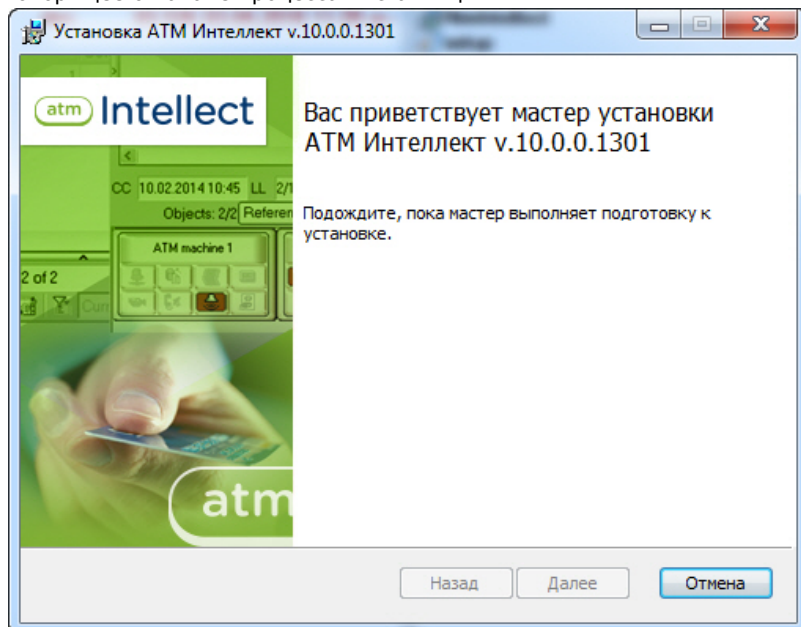 Установка АТМ Интеллект v.10.0.0.1301
atm Intellect
Вас приветствует мастер установки
АТМ Интеллект v.10.0.0.1301
CC 10.02.2014 10:45 LL
Objects: 2/2
Подождите, пока мастер выполняет подготовку к
установке.
ATM machine 1
2 of 2
atm
Назад
Далее
Отмена